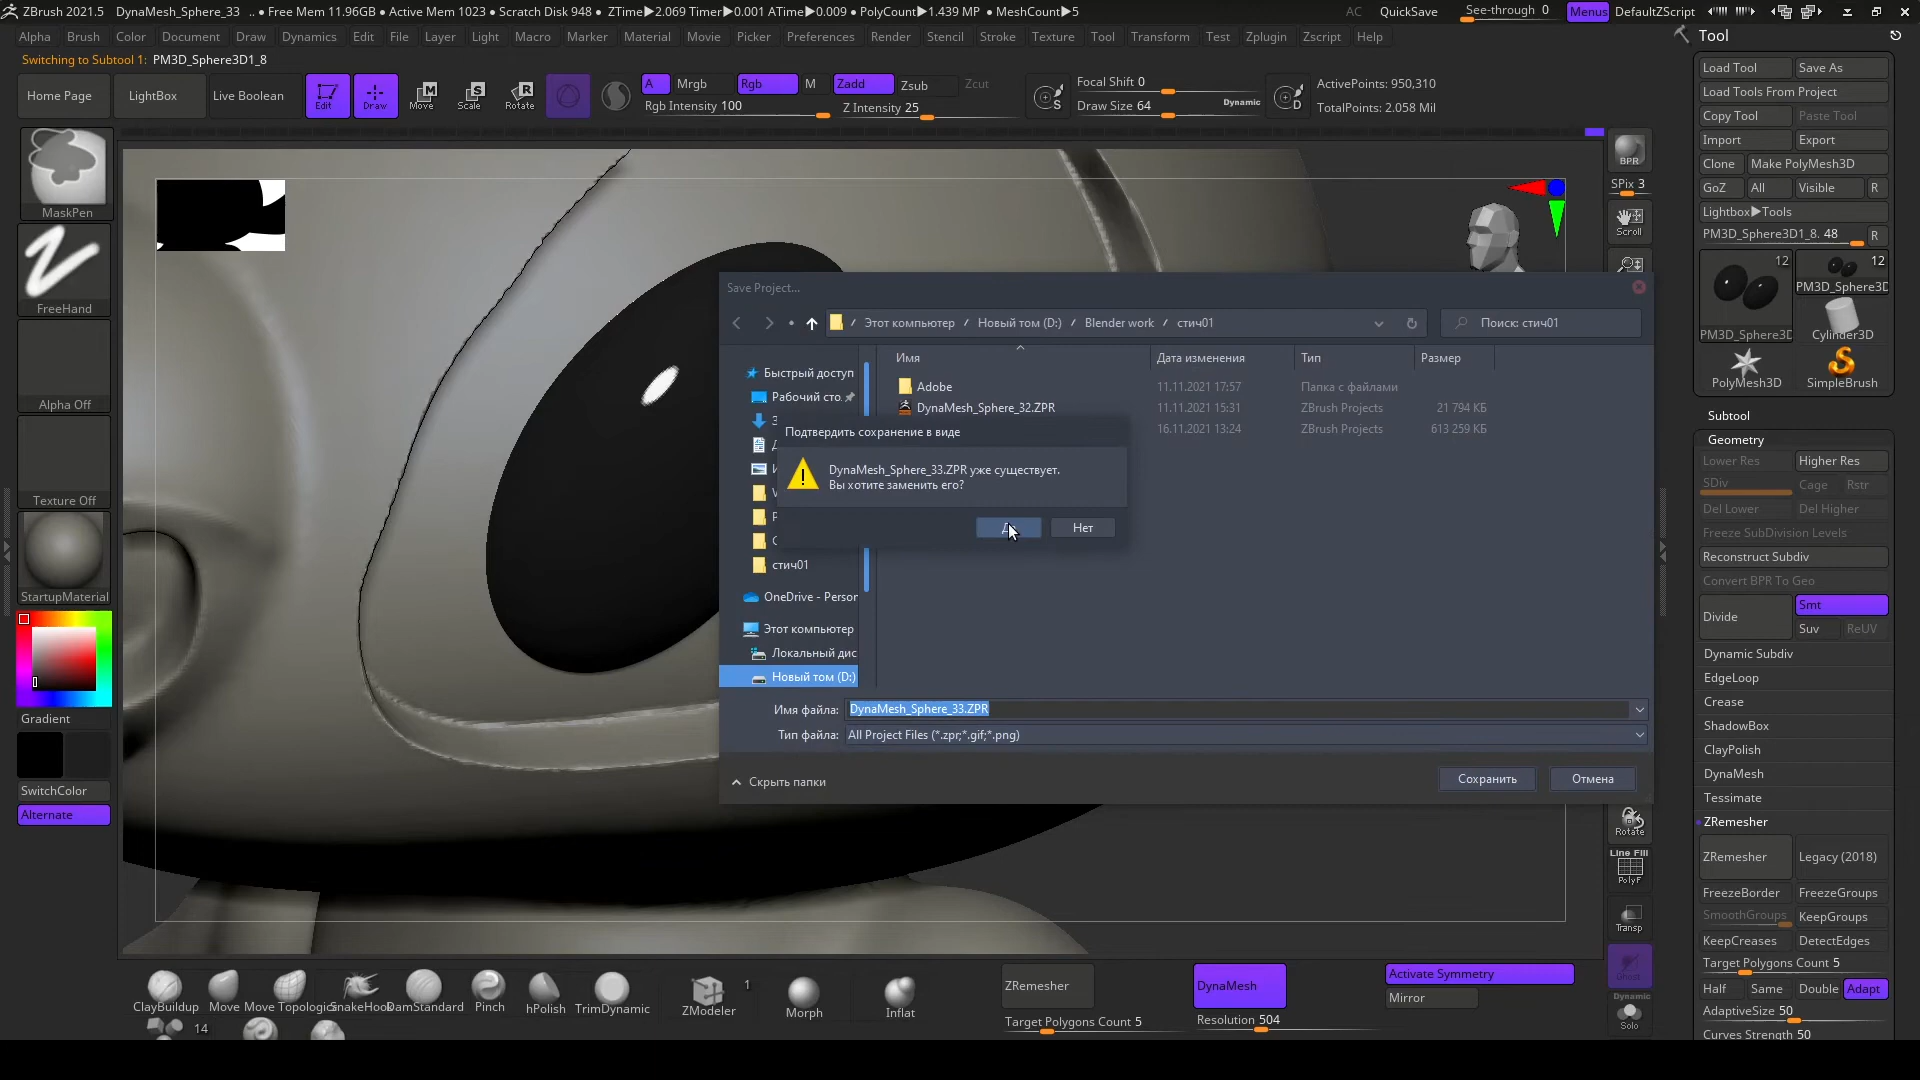 ZBrush 2021.5 DynaMesh_Sphere_33 .. ● Free Mem 11.96GB ● Active Mem 1023 ● Scratch Disk 948 ● ZTime▶2.069 Timer▶0.001 ATime▶0.009 ● PolyCount▶1.439 MP ● MeshCount▶5
AC QuickSave See-through 0 Menus DefaultZScript
Alpha Brush Color Document Draw Dynamics Edit File Layer Light Macro Marker Material Movie Picker Preferences Render Stencil Stroke Texture Tool Transform Test Zplugin Zscript Help
Switching to Subtool 1: PM3D_Sphere3D1_8
Home Page LightBox Live Boolean Edit Draw Move Scale Rotate
A Mrgb Rgb M Zadd Zsub Zcut
Rgb Intensity 100 Z Intensity 25
Focal Shift 0
Draw Size 64 Dynamic
S D
ActivePoints: 950,310
TotalPoints: 2.058 Mil
MaskPen
FreeHand
Alpha Off
Texture Off
StartupMaterial
Gradient
SwitchColor
Alternate
Save Project...
/ Этот компьютер / Новый том (D:) / Blender work / стич01
Поиск: стич01
Имя Дата изменения Тип Размер
Быстрый доступ
Рабочий сто.
стич01
OneDrive - Person
Этот компьютер
Локальный дис
Новый том (D:)
Adobe 11.11.2021 17:57 Папка с файлами
DynaMesh_Sphere_32.ZPR 11.11.2021 15:31 ZBrush Projects 21 794 КБ
16.11.2021 13:24 ZBrush Projects 613 259 КБ
Подтвердить сохранение в виде
DynaMesh_Sphere_33.ZPR уже существует.
Вы хотите заменить его?
Нет
Имя файла: DynaMesh_Sphere_33.ZPR
Тип файла: All Project Files (*.zpr;*.gif;*.png)
Скрыть папки
Сохранить Отмена
BPR
SPix 3
Scroll
Rotate
Line Fill
PolyF
Transp
Ghost
Dynamic
Solo
Tool
Load Tool Save As
Load Tools From Project
Copy Tool Paste Tool
Import Export
Clone Make PolyMesh3D
GoZ All Visible R
Lightbox▶Tools
PM3D_Sphere3D1_8. 48 R
12 12
PM3D_Sphere3D
PM3D_Sphere3D Cylinder3D
PolyMesh3D SimpleBrush
Subtool
Geometry
Lower Res Higher Res
SDiv Cage Rstr
Del Lower Del Higher
Freeze SubDivision Levels
Reconstruct Subdiv
Convert BPR To Geo
Divide Smt
Suv ReUV
Dynamic Subdiv
EdgeLoop
Crease
ShadowBox
ClayPolish
DynaMesh
Tessimate
ZRemesher
ZRemesher Legacy (2018)
FreezeBorder FreezeGroups
SmoothGroups KeepGroups
KeepCreases DetectEdges
Target Polygons Count 5
Half Same Double Adapt
AdaptiveSize 50
Curves Strength 50
ClayBuildup Move Move Topologic SnakeHook DamStandard Pinch hPolish TrimDynamic ZModeler 1 Morph Inflat
14
ZRemesher
Target Polygons Count 5
DynaMesh
Resolution 504
Activate Symmetry
Mirror